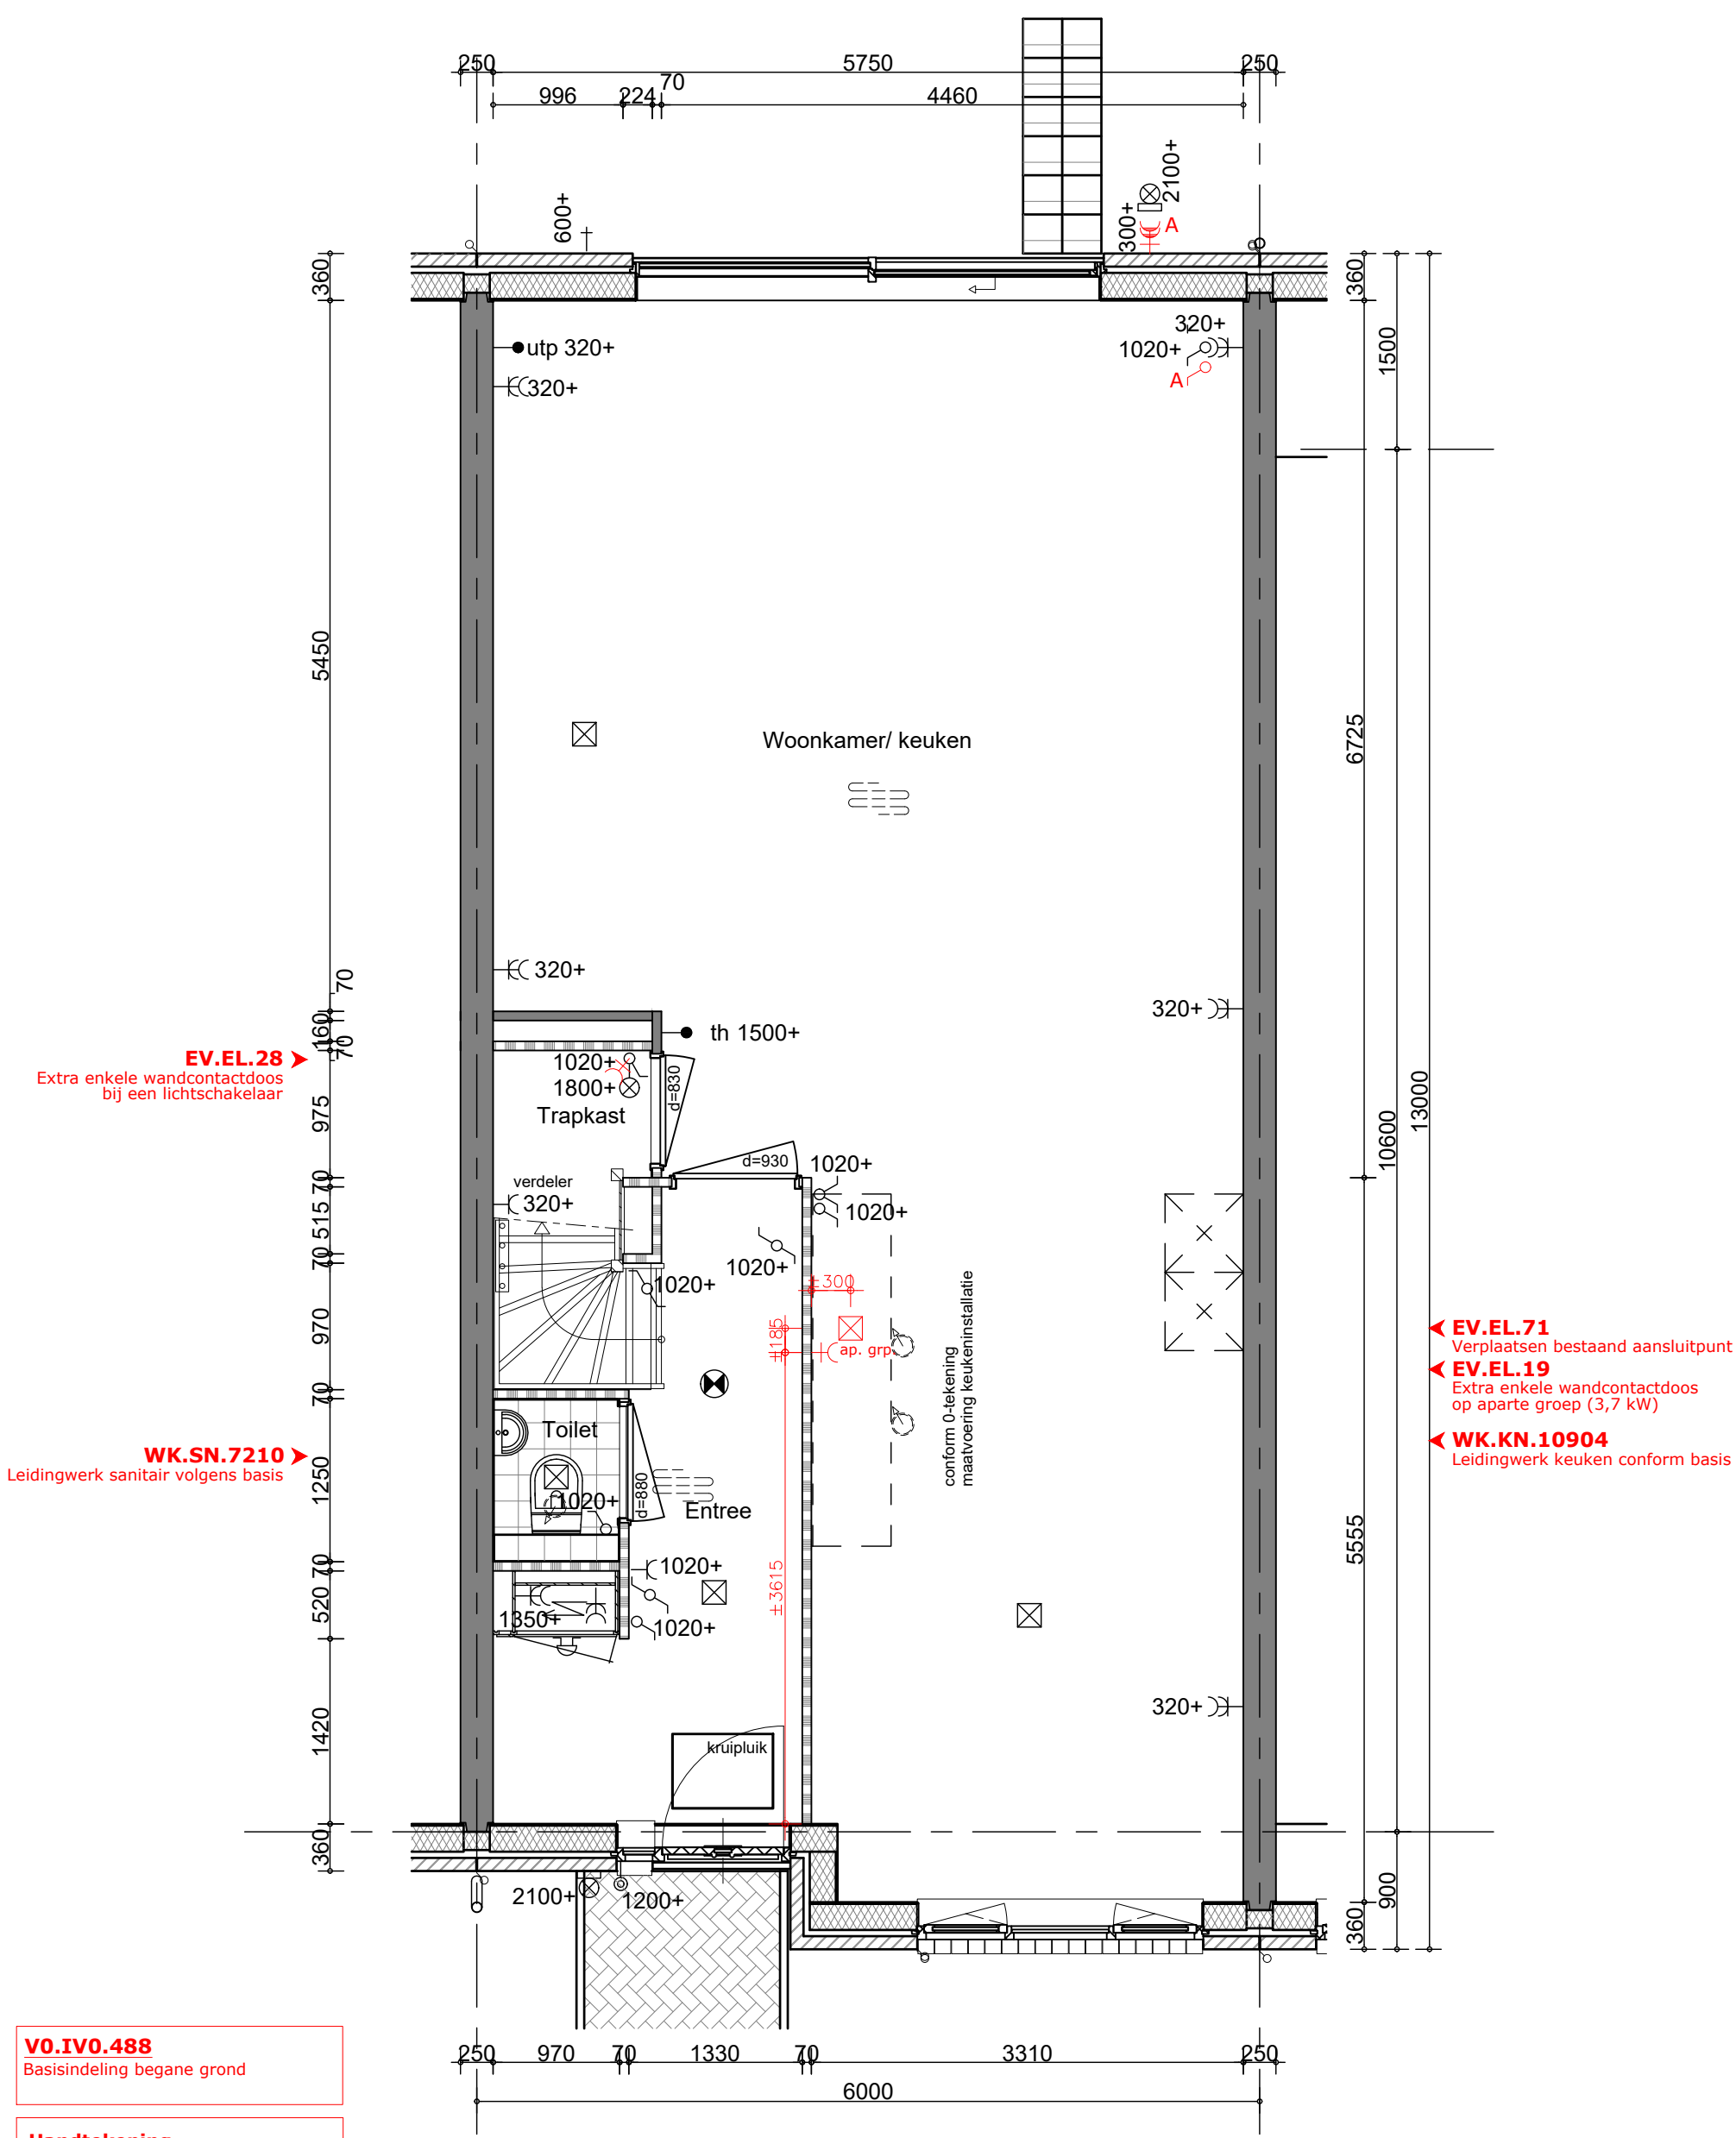 250
5750
250
996
224
70
4460
600+
300+
2100+
A
360
360
utp 320+
320+
320+
1020+
A
1500
5450
Woonkamer/ keuken
6725
320+
320+
70
160
70
th 1500+
EV.EL.28
Extra enkele wandcontactdoos
bij een lichtschakelaar
1020+
1800+
d=830
Trapkast
975
13000
10600
d=930
1020+
verdeler
320+
1020+
70
515
70
1020+
1020+
±300
±185
ap. grp
970
conform 0-tekening
maatvoering keukeninstallatie
EV.EL.71
Verplaatsen bestaand aansluitpunt
EV.EL.19
Extra enkele wandcontactdoos
op aparte groep (3,7 kW)
WK.KN.10904
Leidingwerk keuken conform basis
70
Toilet
WK.SN.7210
Leidingwerk sanitair volgens basis
1250
1020+
d=880
Entree
5555
70
1020+
±3615
520
1350+
1020+
320+
1420
kruipluik
360
2100+
1200+
900
360
V0.IV0.488
Basisindeling begane grond
250
970
70
1330
70
3310
250
6000
Handtekening